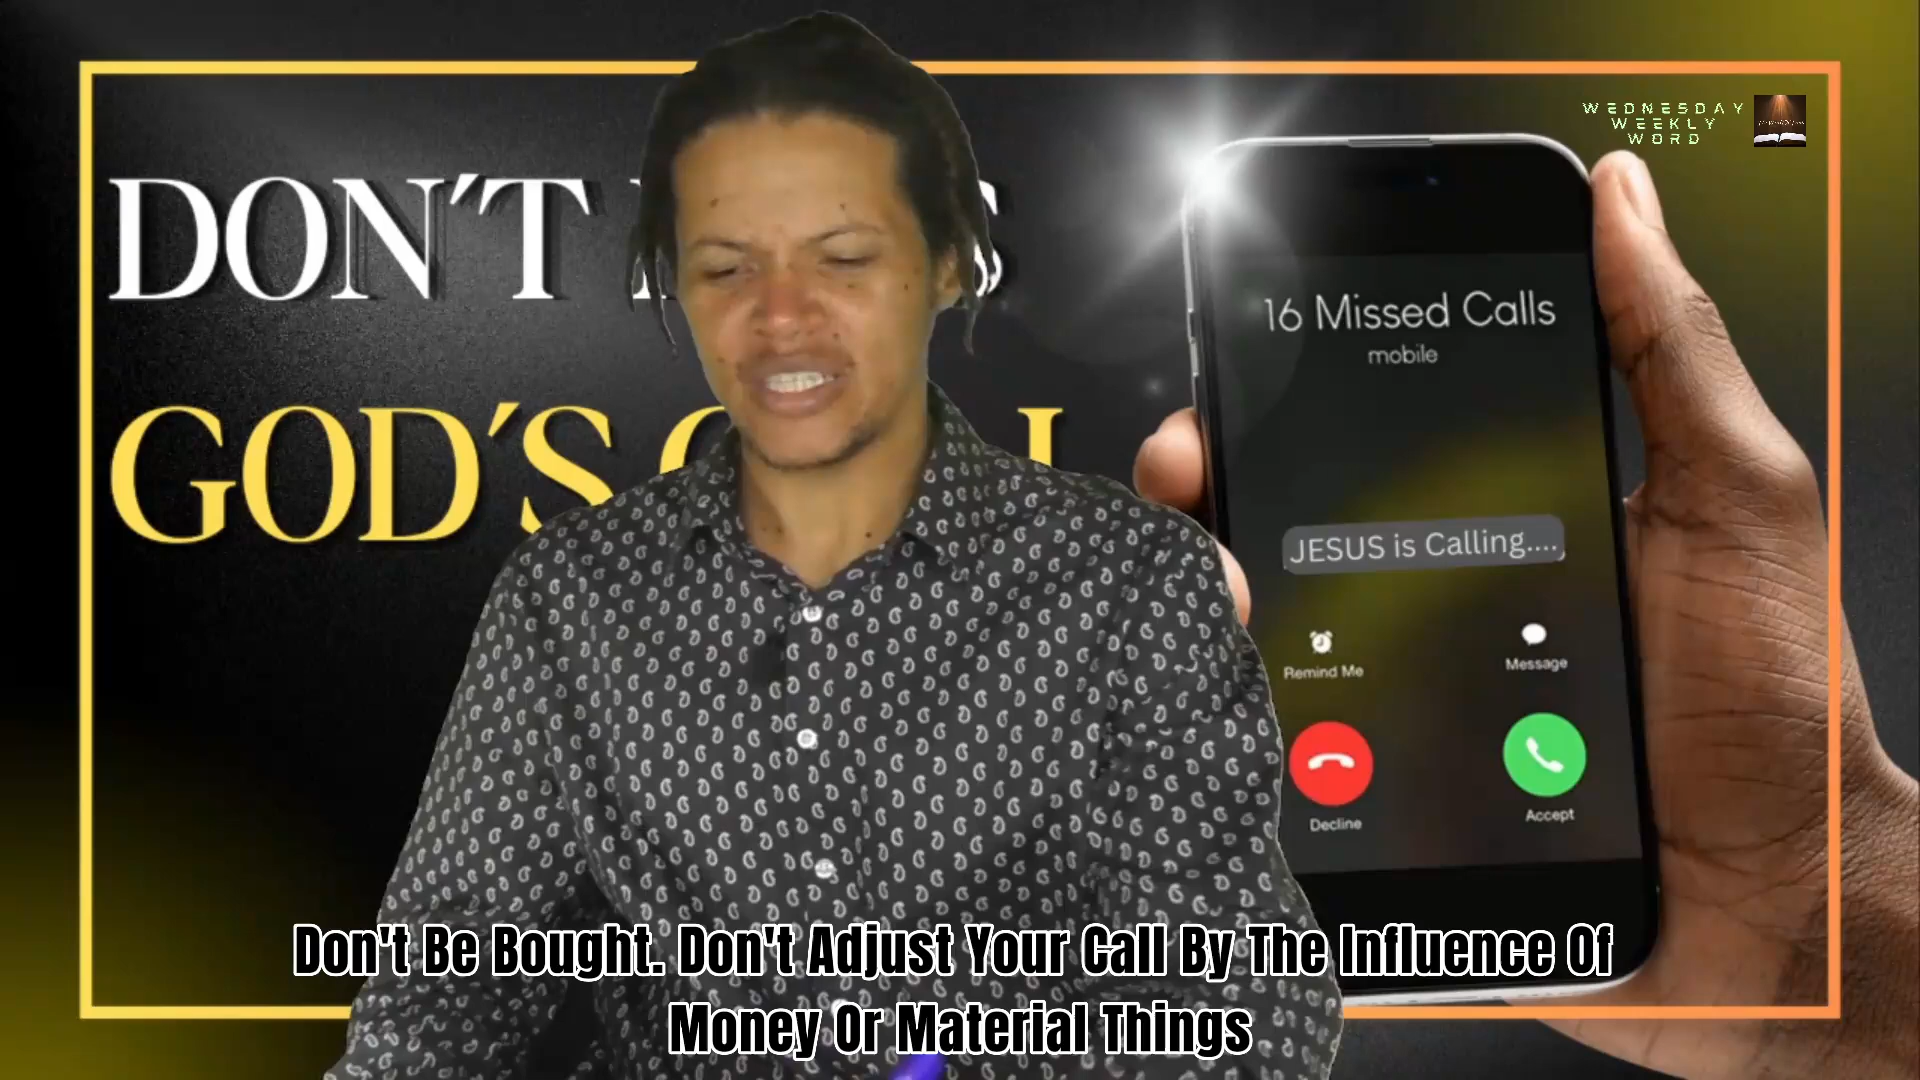 DON'T
GOD'S
WEDNESDAY
WEEKLY
WORD
16 Missed Calls
mobile
JESUS is Calling....
Remind Me
Message
Decline
Accept
Don't Be Bought. Don't Adjust Your Call By The Influence Of
Money Or Material Things